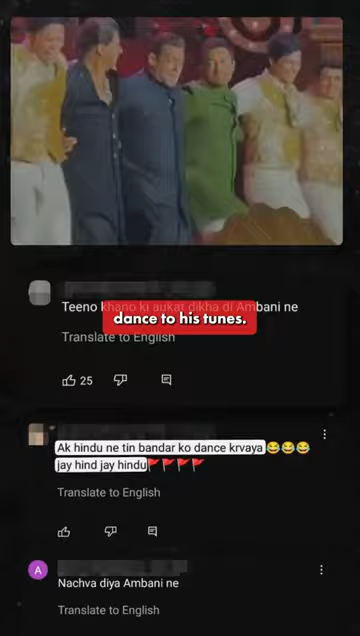 Teeno khano ki aukat dikha di Ambani ne
dance to his tunes.
Translate to English
25
Ak hindu ne tin bandar ko dance krvaya 😂😂😂
jay hind jay hindu🚩🚩🚩🚩
Translate to English
A
Nachva diya Ambani ne
Translate to English